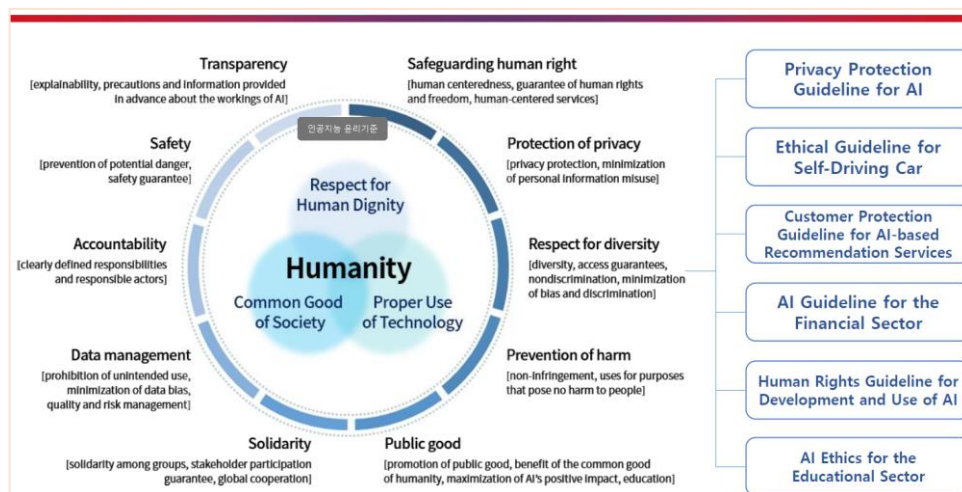 Transparency
[explainability, precautions and information provided
in advance about the workings of AI]
Safeguarding human right
[human centeredness, guarantee of human rights
and freedom, human-centered services]
인공지능 윤리기준
Safety
[prevention of potential danger,
safety guarantee]
Protection of privacy
[privacy protection, minimization
of personal information misuse]
Accountability
[clearly defined responsibilities
and responsible actors]
Respect for diversity
[diversity, access guarantees,
nondiscrimination, minimization
of bias and discrimination]
Data management
[prohibition of unintended use,
minimization of data bias,
quality and risk management]
Prevention of harm
[non-infringement, uses for purposes
that pose no harm to people]
Solidarity
[solidarity among groups, stakeholder participation
guarantee, global cooperation]
Public good
[promotion of public good, benefit of the common good
of humanity, maximization of AI's positive impact, education]
Respect for
Human Dignity
Humanity
Common Good
of Society
Proper Use
of Technology
Privacy Protection
Guideline for AI
Ethical Guideline for
Self-Driving Car
Customer Protection
Guideline for AI-based
Recommendation Services
AI Guideline for the
Financial Sector
Human Rights Guideline for
Development and Use of AI
AI Ethics for the
Educational Sector